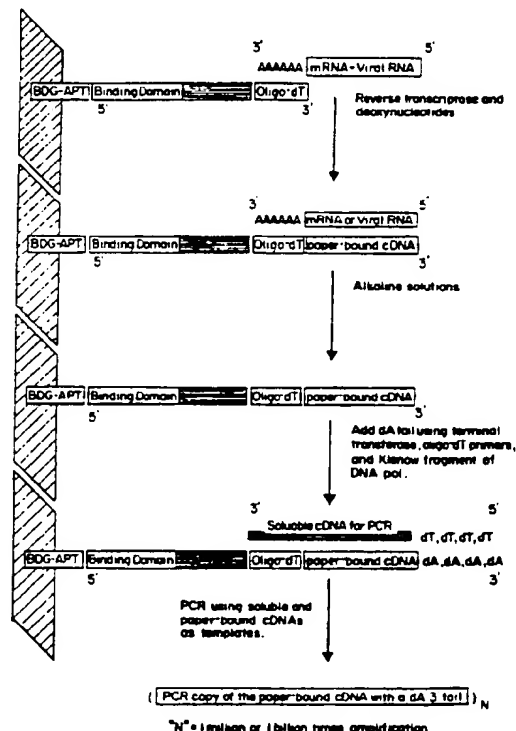 3' 5'
AAAAAA mRNA-Viral RNA
BDG-APT Binding Domain Oligo-dT
5' 3'
Reverse transcriptase and
deoxynucleotides
3' 5'
AAAAAA mRNA or Viral RNA
BDG-APT Binding Domain Oligo-dT paper-bound cDNA
5' 3'
Alkaline solutions
BDG-APT Binding Domain Oligo-dT paper-bound cDNA
5' 3'
Add dA tail using terminal
transferase, oligo-dT primers,
and Klenow fragment of
DNA pol.
3' 5'
Soluble cDNA for PCR dT, dT, dT, dT
BDG-APT Binding Domain Oligo-dT paper-bound cDNA dA, dA, dA, dA
5' 3'
PCR using soluble and
paper-bound cDNAs
as templates.
( PCR copy of the paper-bound cDNA with a dA 3' tail )N
"N" = 1 million or 1 billion times amplification